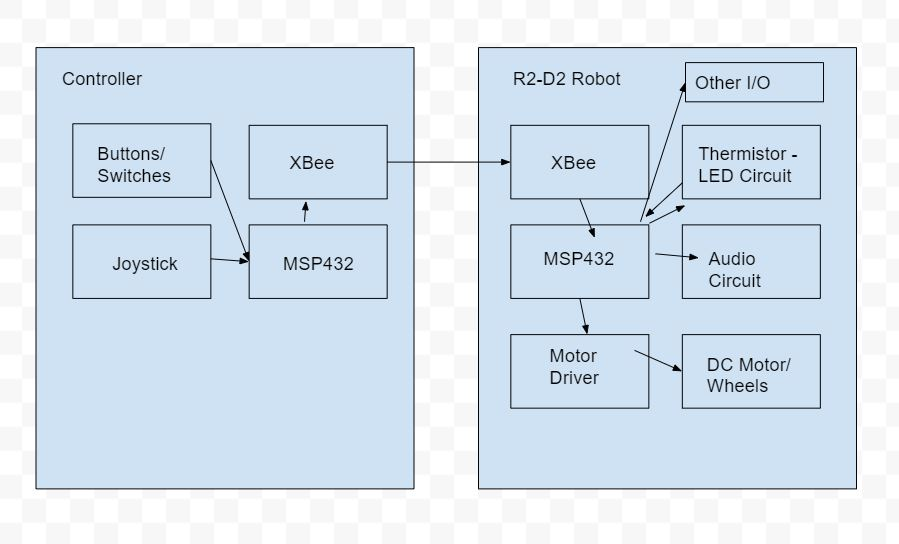 Controller
Buttons/
Switches
XBee
Joystick
MSP432
R2-D2 Robot
Other I/O
XBee
Thermistor -
LED Circuit
MSP432
Audio
Circuit
Motor
Driver
DC Motor/
Wheels